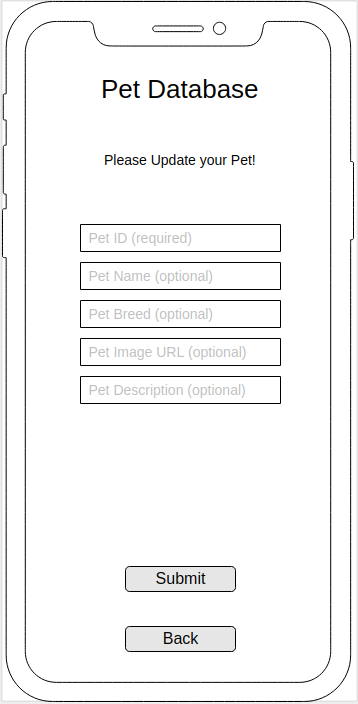 Pet Database
Please Update your Pet!
Pet ID (required)
Pet Name (optional)
Pet Breed (optional)
Pet Image URL (optional)
Pet Description (optional)
Submit
Back